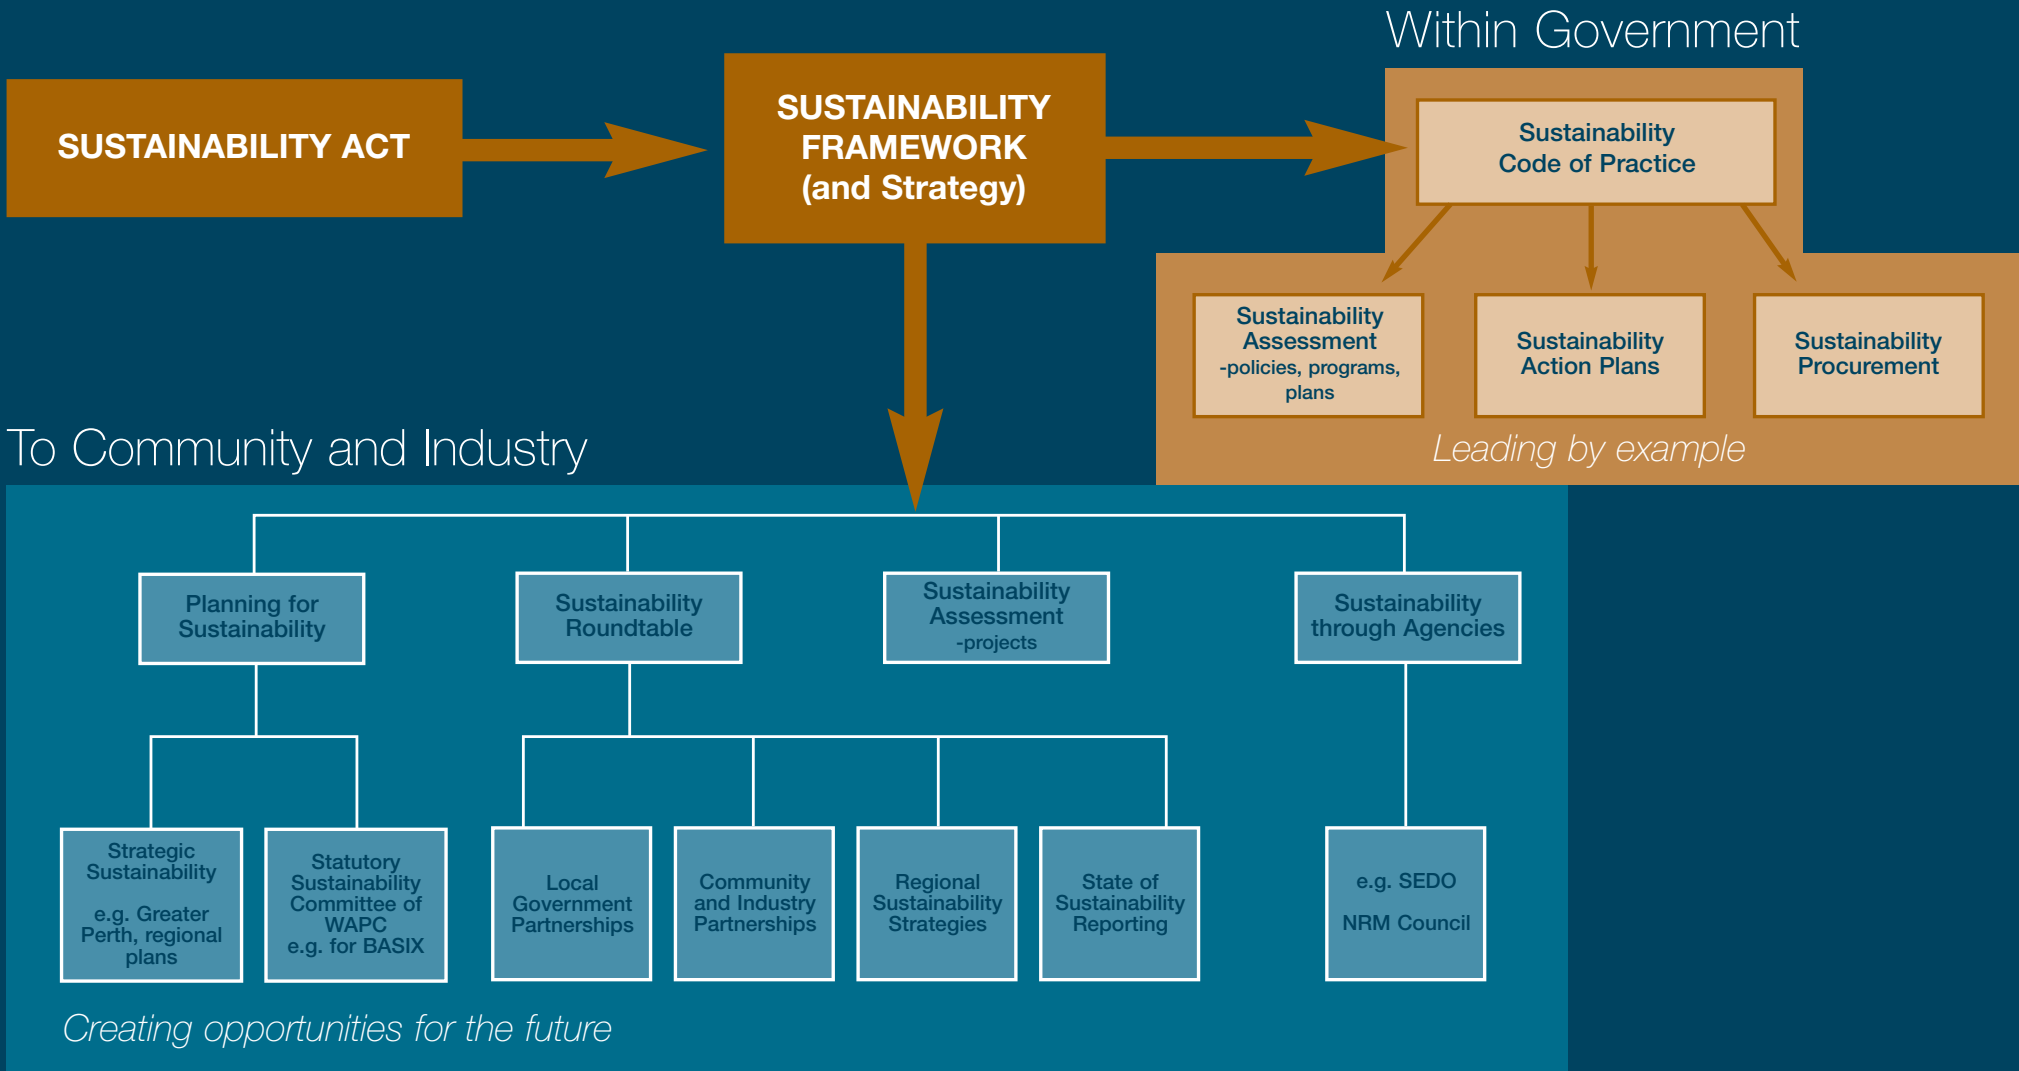 Within Government
SUSTAINABILITY ACT
SUSTAINABILITY
FRAMEWORK
(and Strategy)
Sustainability
Code of Practice
Sustainability
Assessment
-policies, programs,
plans
Sustainability
Action Plans
Sustainability
Procurement
Leading by example
To Community and Industry
Planning for
Sustainability
Sustainability
Roundtable
Sustainability
Assessment
-projects
Sustainability
through Agencies
Strategic
Sustainability
e.g. Greater
Perth, regional
plans
Statutory
Sustainability
Committee of
WAPC
e.g. for BASIX
Local
Government
Partnerships
Community
and Industry
Partnerships
Regional
Sustainability
Strategies
State of
Sustainability
Reporting
e.g. SEDO
NRM Council
Creating opportunities for the future